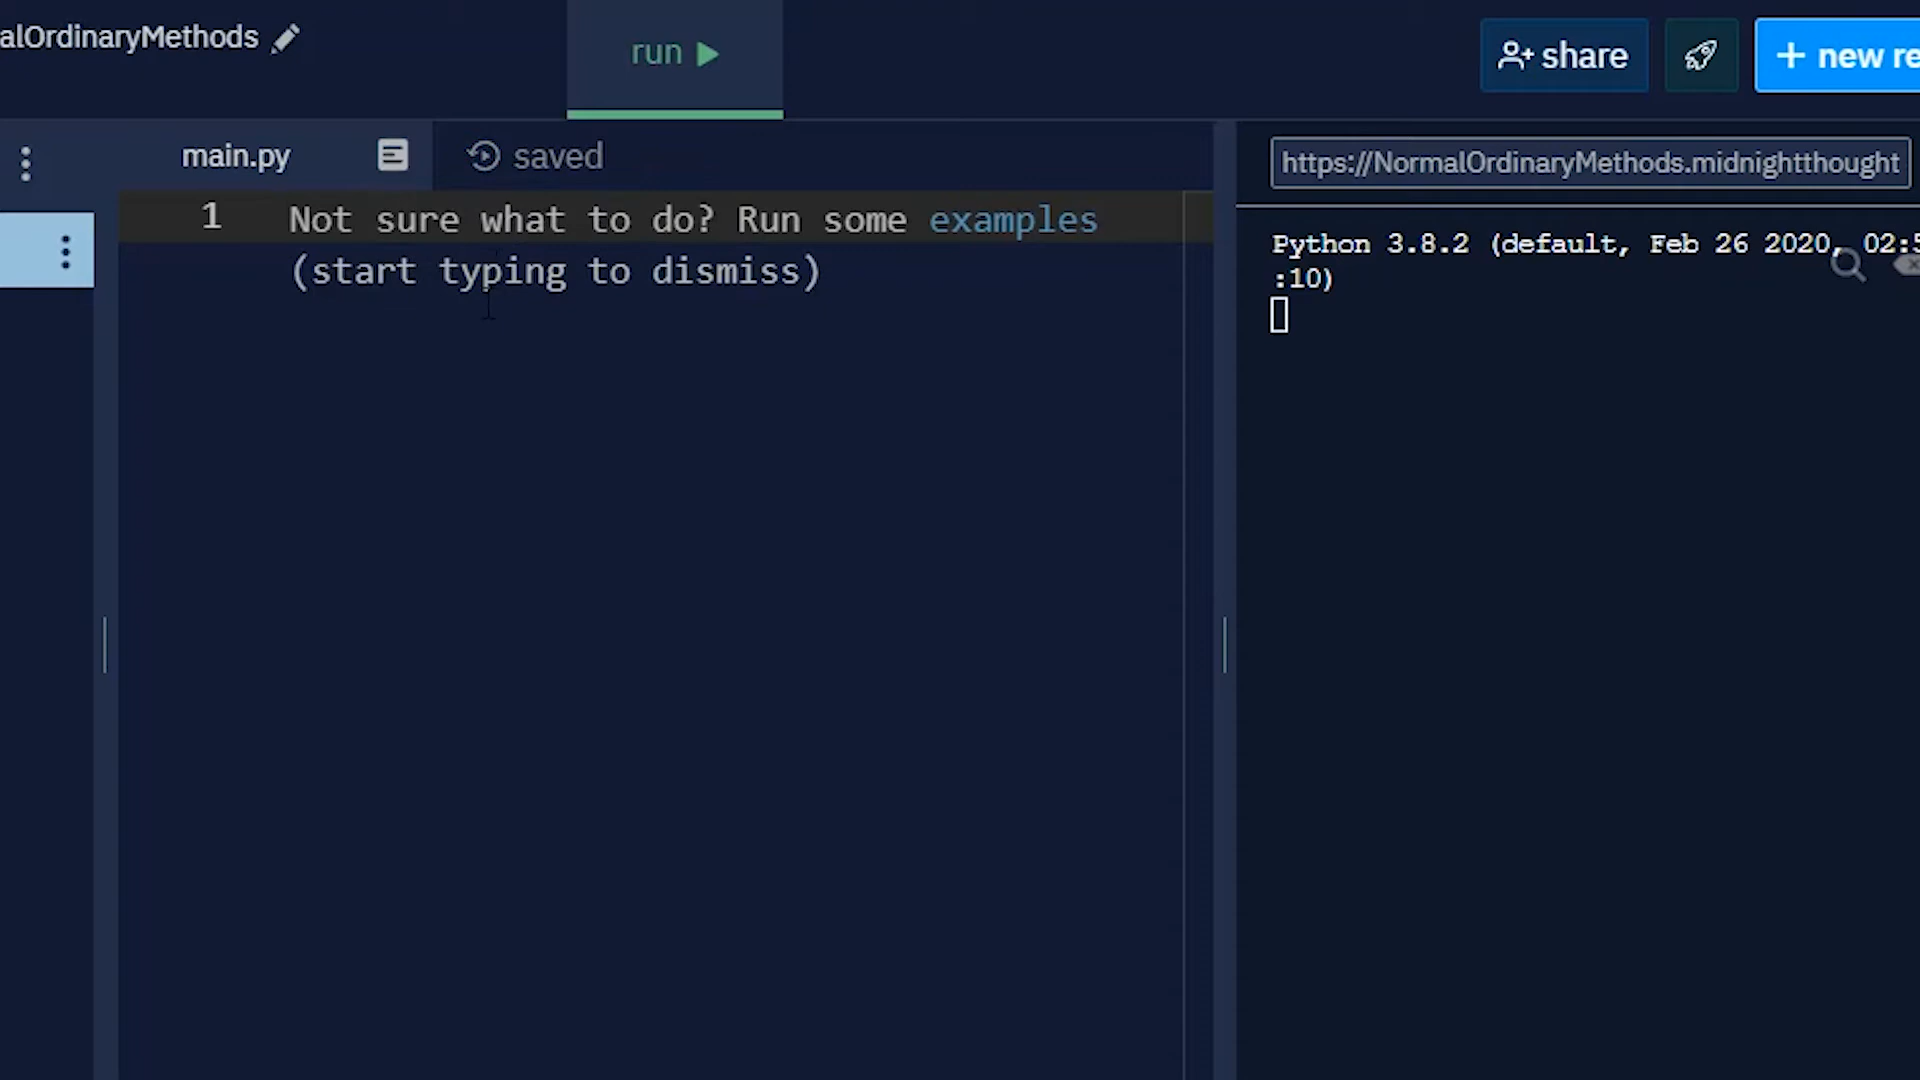 alOrdinaryMethods
run
share
+ new re
main.py
saved
https://NormalOrdinaryMethods.midnightthought
1 Not sure what to do? Run some examples
(start typing to dismiss)
Python 3.8.2 (default, Feb 26 2020, 02:5
:10)